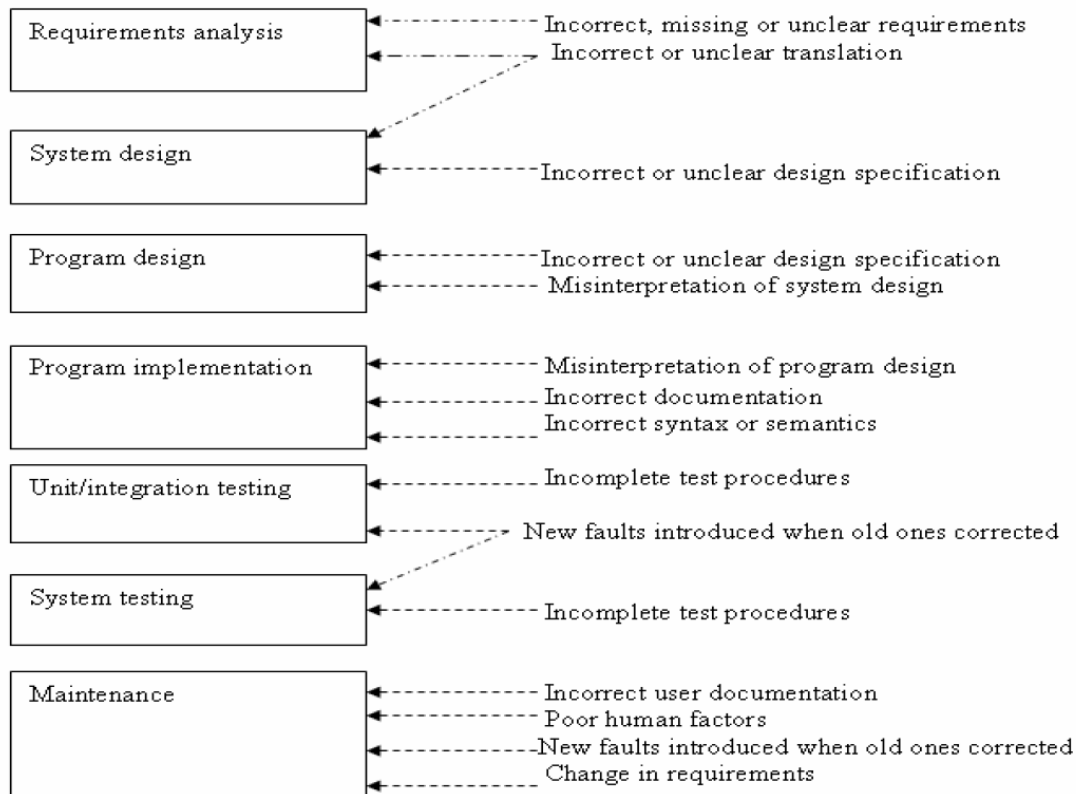 Requirements analysis
Incorrect, missing or unclear requirements
Incorrect or unclear translation
System design
Incorrect or unclear design specification
Program design
Incorrect or unclear design specification
Misinterpretation of system design
Program implementation
Misinterpretation of program design
Incorrect documentation
Incorrect syntax or semantics
Unit/integration testing
Incomplete test procedures
New faults introduced when old ones corrected
System testing
Incomplete test procedures
Maintenance
Incorrect user documentation
Poor human factors
New faults introduced when old ones corrected
Change in requirements